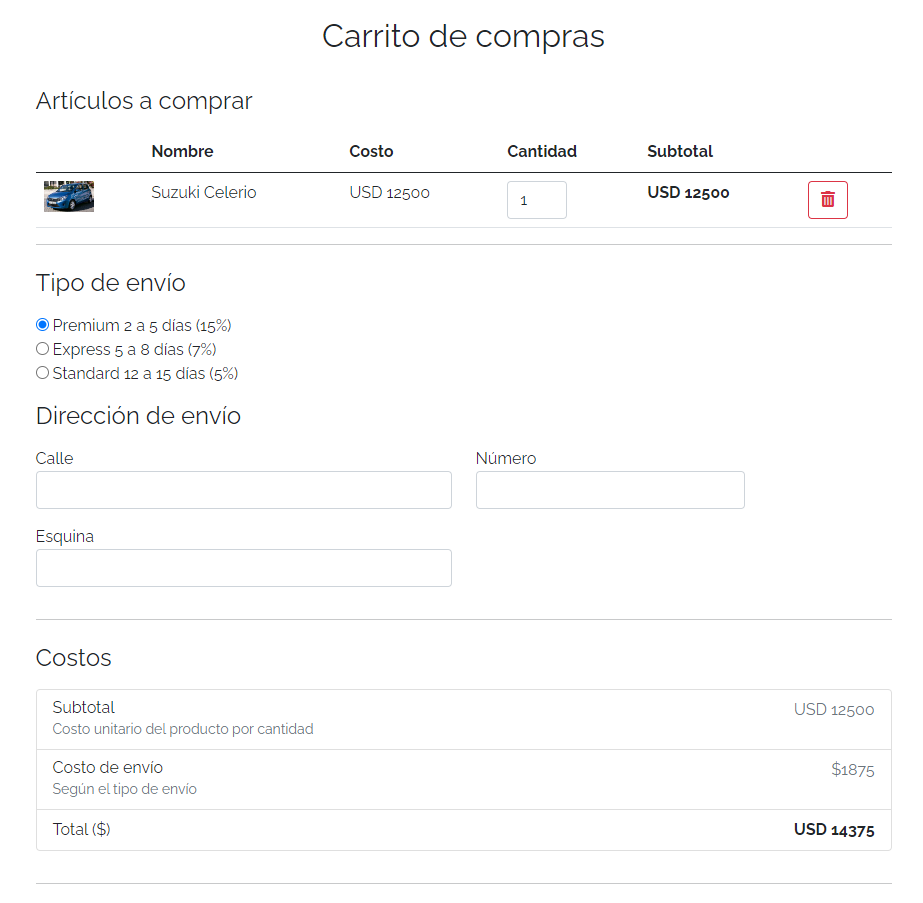 Carrito de compras
Artículos a comprar
Nombre Costo Cantidad Subtotal
Suzuki Celerio USD 12500 1 USD 12500
Tipo de envío
Premium 2 a 5 días (15%)
Express 5 a 8 días (7%)
Standard 12 a 15 días (5%)
Dirección de envío
Calle Número
Esquina
Costos
Subtotal USD 12500
Costo unitario del producto por cantidad
Costo de envío $1875
Según el tipo de envío
Total ($) USD 14375